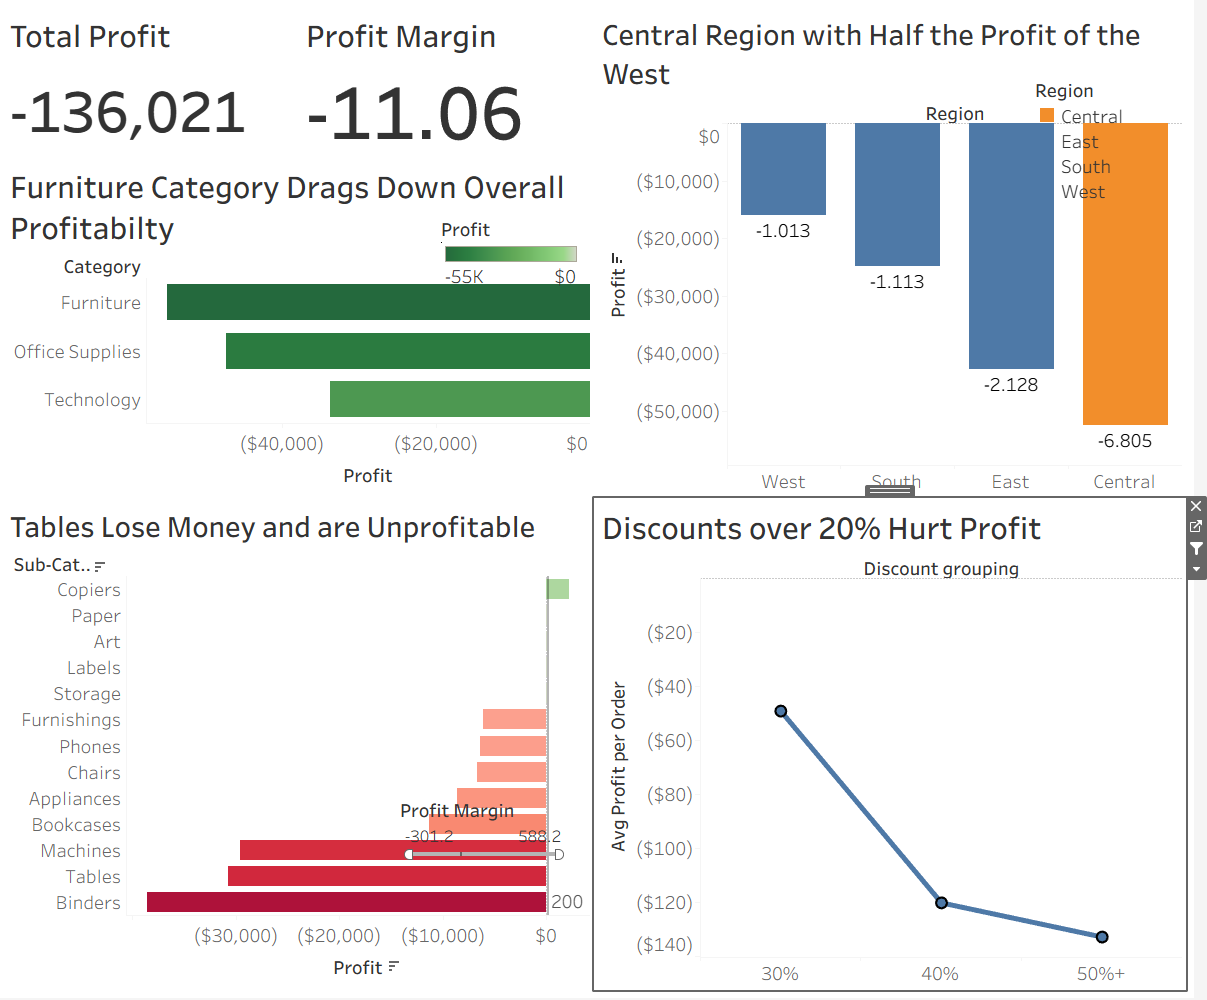 Total Profit
-136,021
Profit Margin
-11.06
Furniture Category Drags Down Overall
Profitabilty
Profit
-55K
$0
Category
Furniture
Office Supplies
Technology
($40,000)
($20,000)
$0
Profit
Central Region with Half the Profit of the
West
Region
Central
East
South
West
Region
$0
($10,000)
($20,000)
($30,000)
($40,000)
($50,000)
Profit
-1.013
-1.113
-2.128
-6.805
West
South
East
Central
Tables Lose Money and are Unprofitable
Sub-Cat..
Copiers
Paper
Art
Labels
Storage
Furnishings
Phones
Chairs
Appliances
Bookcases
Machines
Tables
Binders
Profit Margin
-301.2
588.2
200
($30,000)
($20,000)
($10,000)
$0
Profit
Discounts over 20% Hurt Profit
Discount grouping
($20)
($40)
($60)
($80)
($100)
($120)
($140)
Avg Profit per Order
30%
40%
50%+